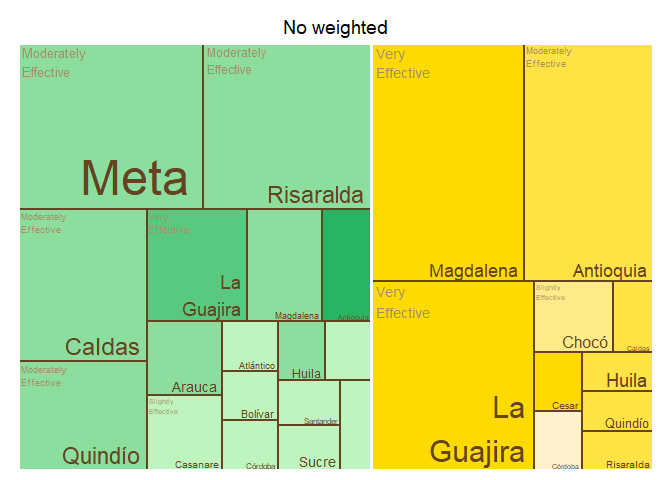 No weighted
Moderately
Effective
Meta
Moderately
Effective
Risaralda
Moderately
Effective
Caldas
Very
Effective
La
Guajira
Magdalena
Antioquia
Moderately
Effective
Quindío
Arauca
Slightly
Effective
Casanare
Atlántico
Bolívar
Córdoba
Huila
Santander
Sucre
Very
Effective
Magdalena
Moderately
Effective
Antioquia
Very
Effective
La
Guajira
Slightly
Effective
Chocó
Caldas
Cesar
Córdoba
Huila
Quindío
Risaralda